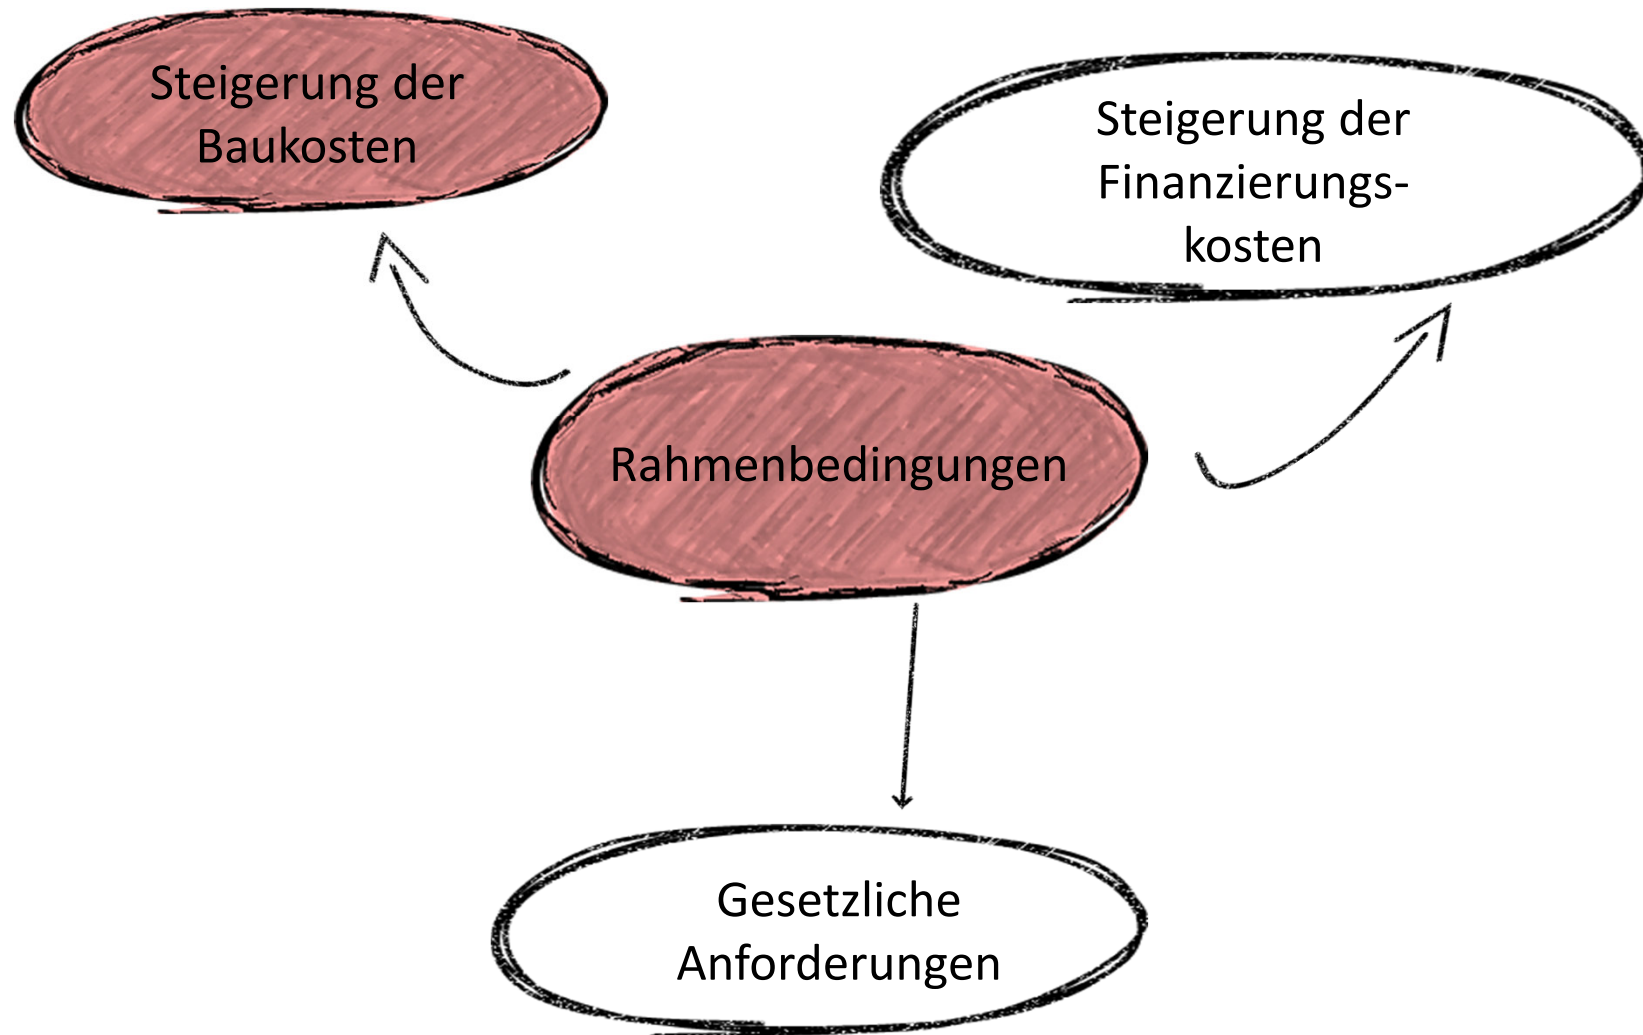 Steigerung der
Baukosten
Steigerung der
Finanzierungs-
kosten
Rahmenbedingungen
Gesetzliche
Anforderungen